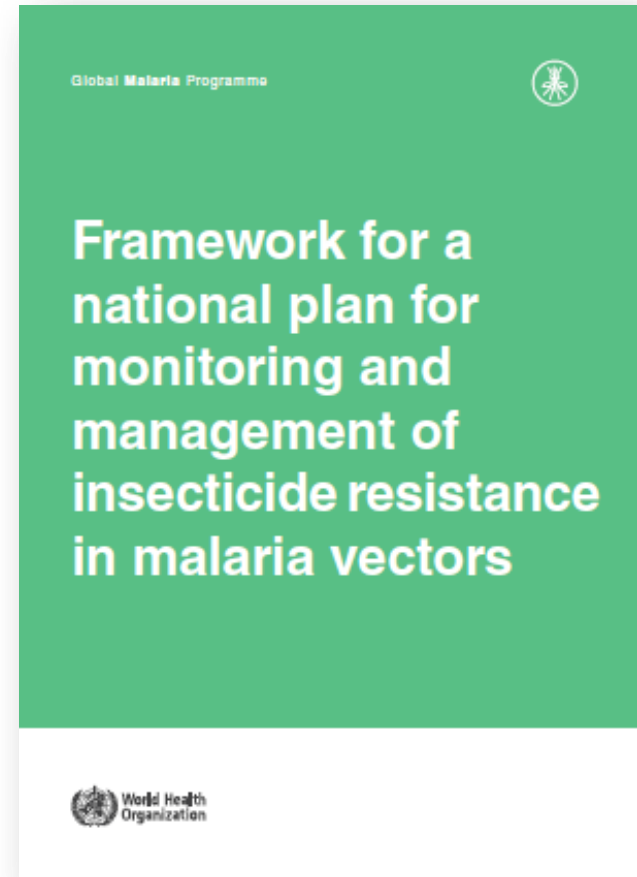 Global Malaria Programme
Framework for a
national plan for
monitoring and
management of
insecticide resistance
in malaria vectors
World Health
Organization